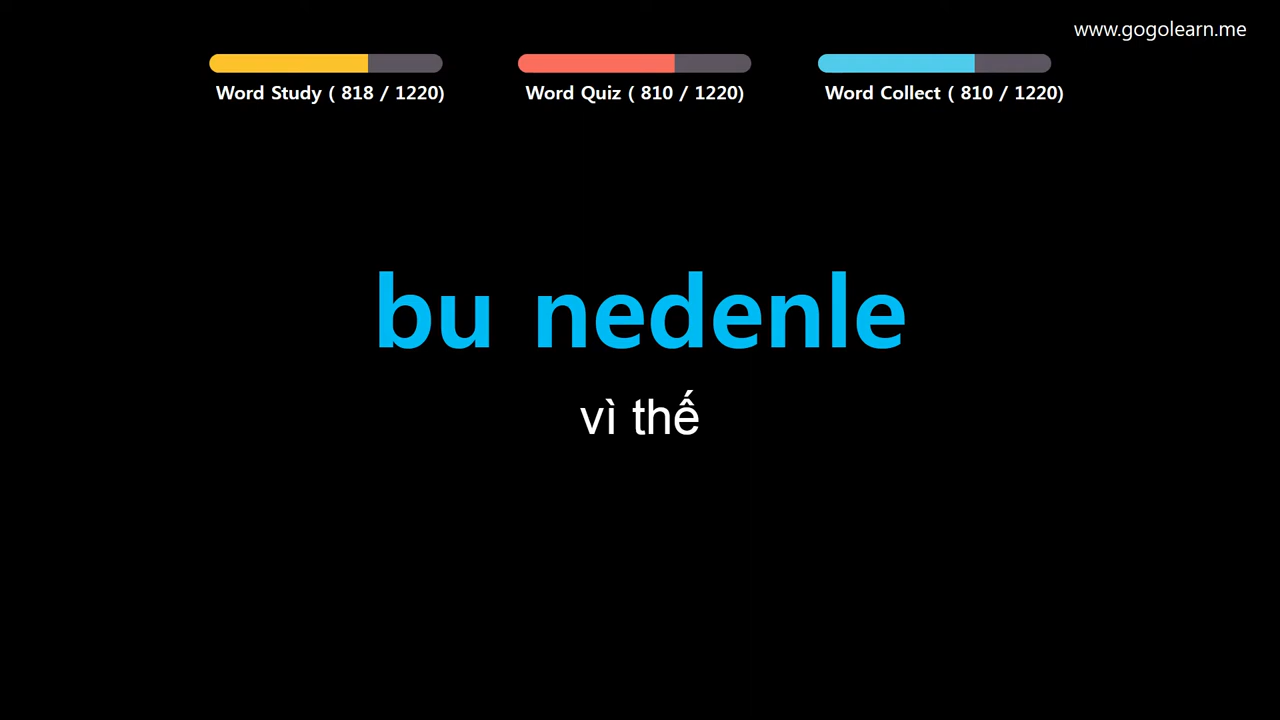 www.gogolearn.me
Word Study ( 818 / 1220)
Word Quiz ( 810 / 1220)
Word Collect ( 810 / 1220)
bu nedenle
vì thế